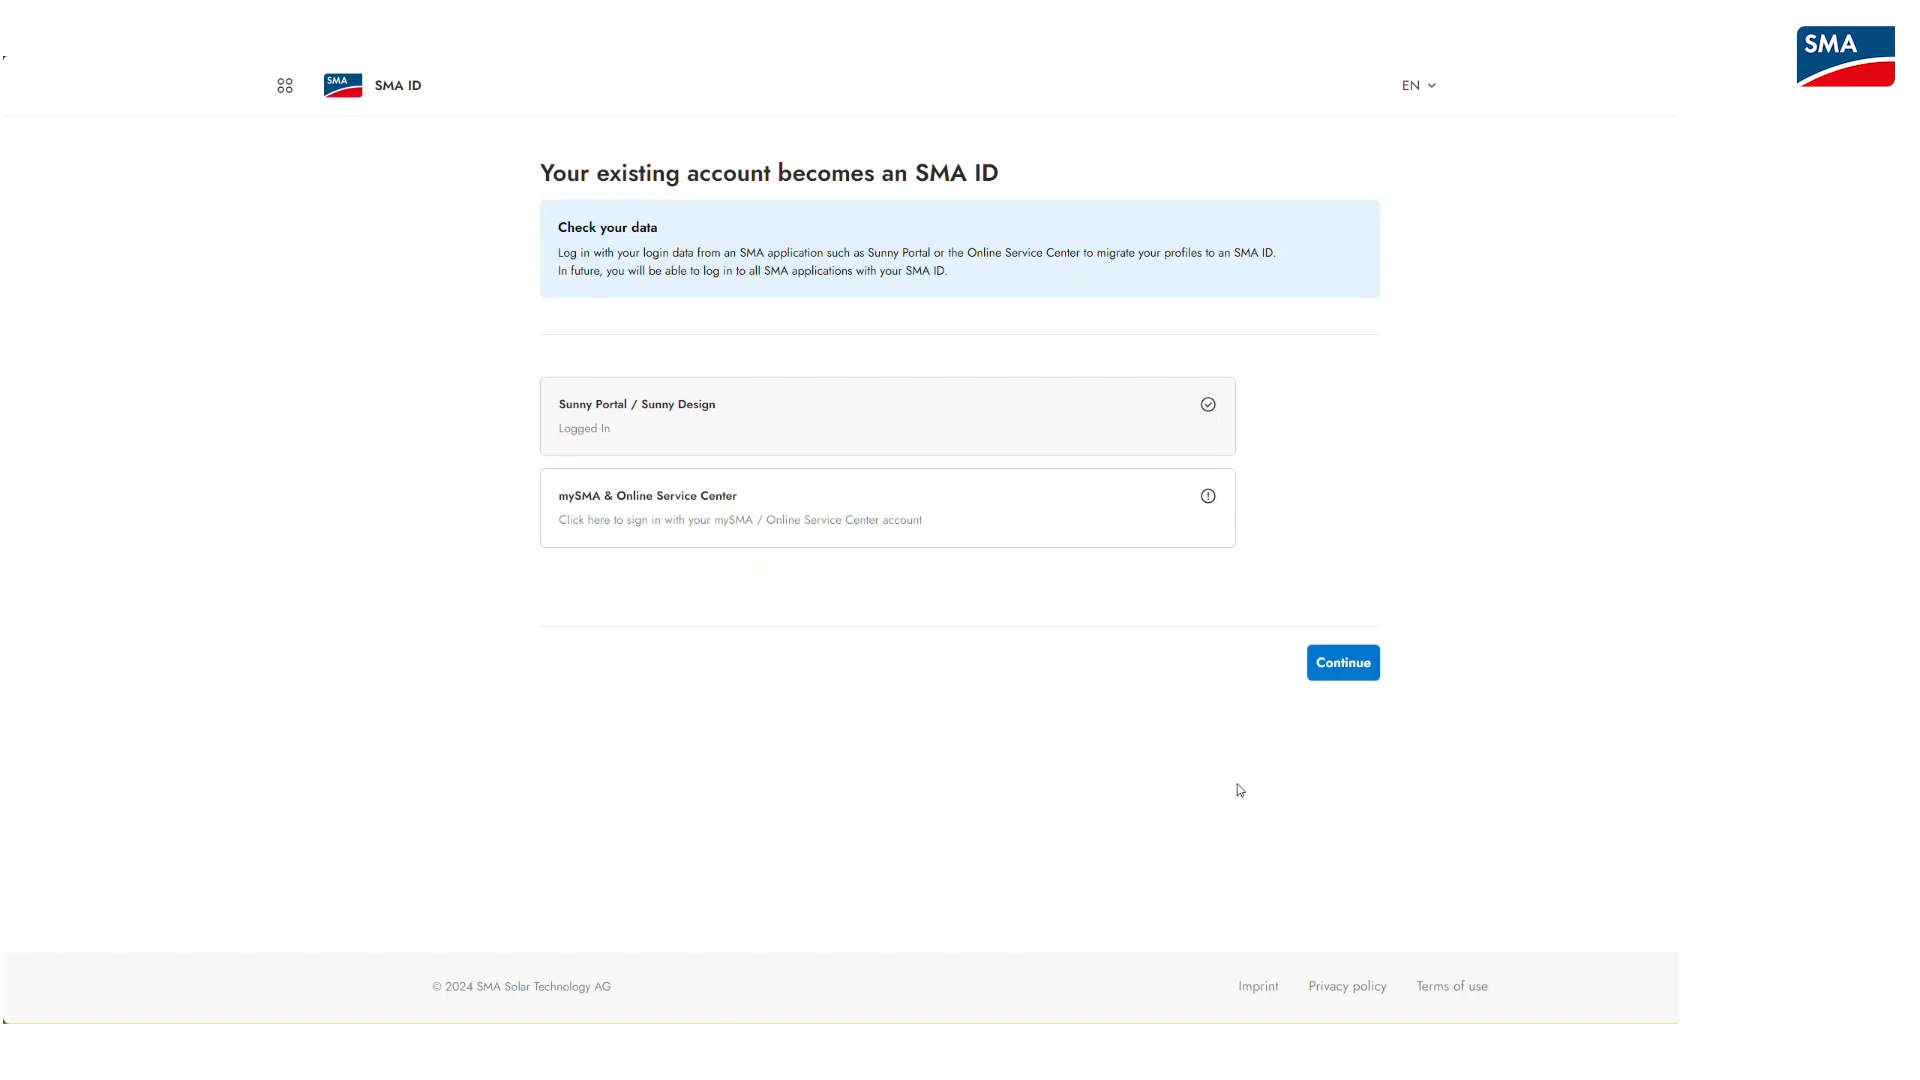 SMA
SMA
SMA ID
EN
Your existing account becomes an SMA ID
Check your data
Log in with your login data from an SMA application such as Sunny Portal or the Online Service Center to migrate your profiles to an SMA ID.
In future, you will be able to log in to all SMA applications with your SMA ID.
Sunny Portal / Sunny Design
Logged In
mySMA & Online Service Center
Click here to sign in with your mySMA / Online Service Center account
Continue
© 2024 SMA Solar Technology AG
Imprint
Privacy policy
Terms of use